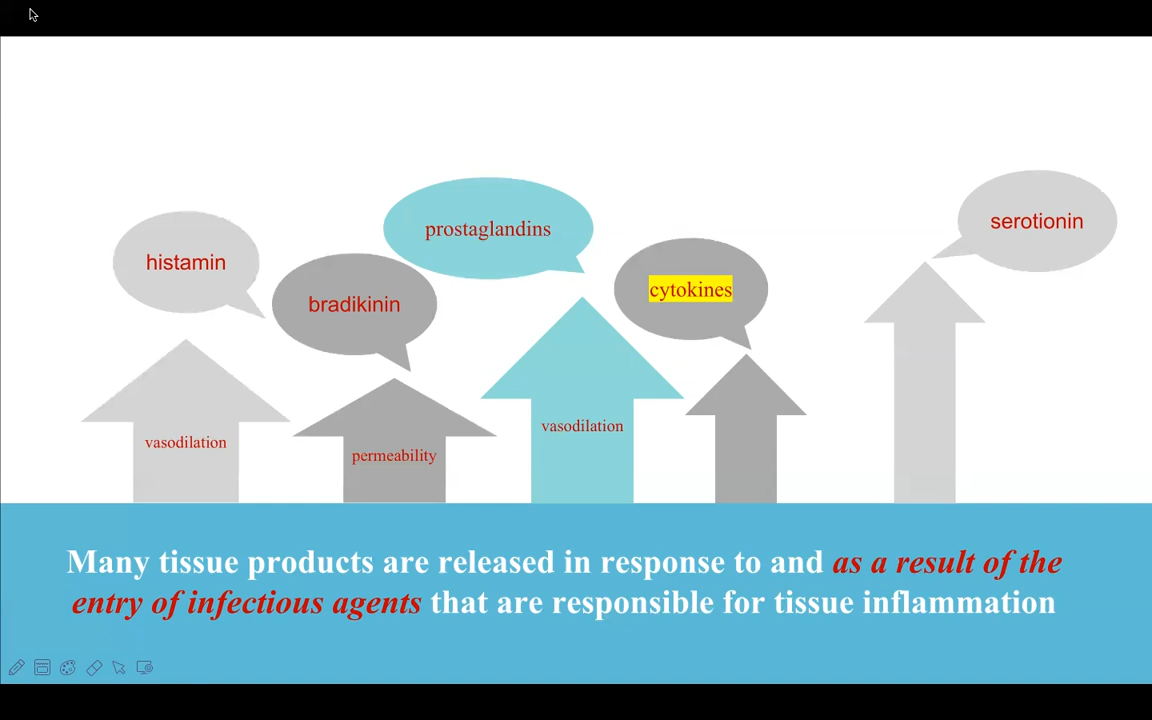 prostaglandins
serotionin
histamin
bradikinin
cytokines
vasodilation
vasodilation
permeability
Many tissue products are released in response to and as a result of the
entry of infectious agents that are responsible for tissue inflammation